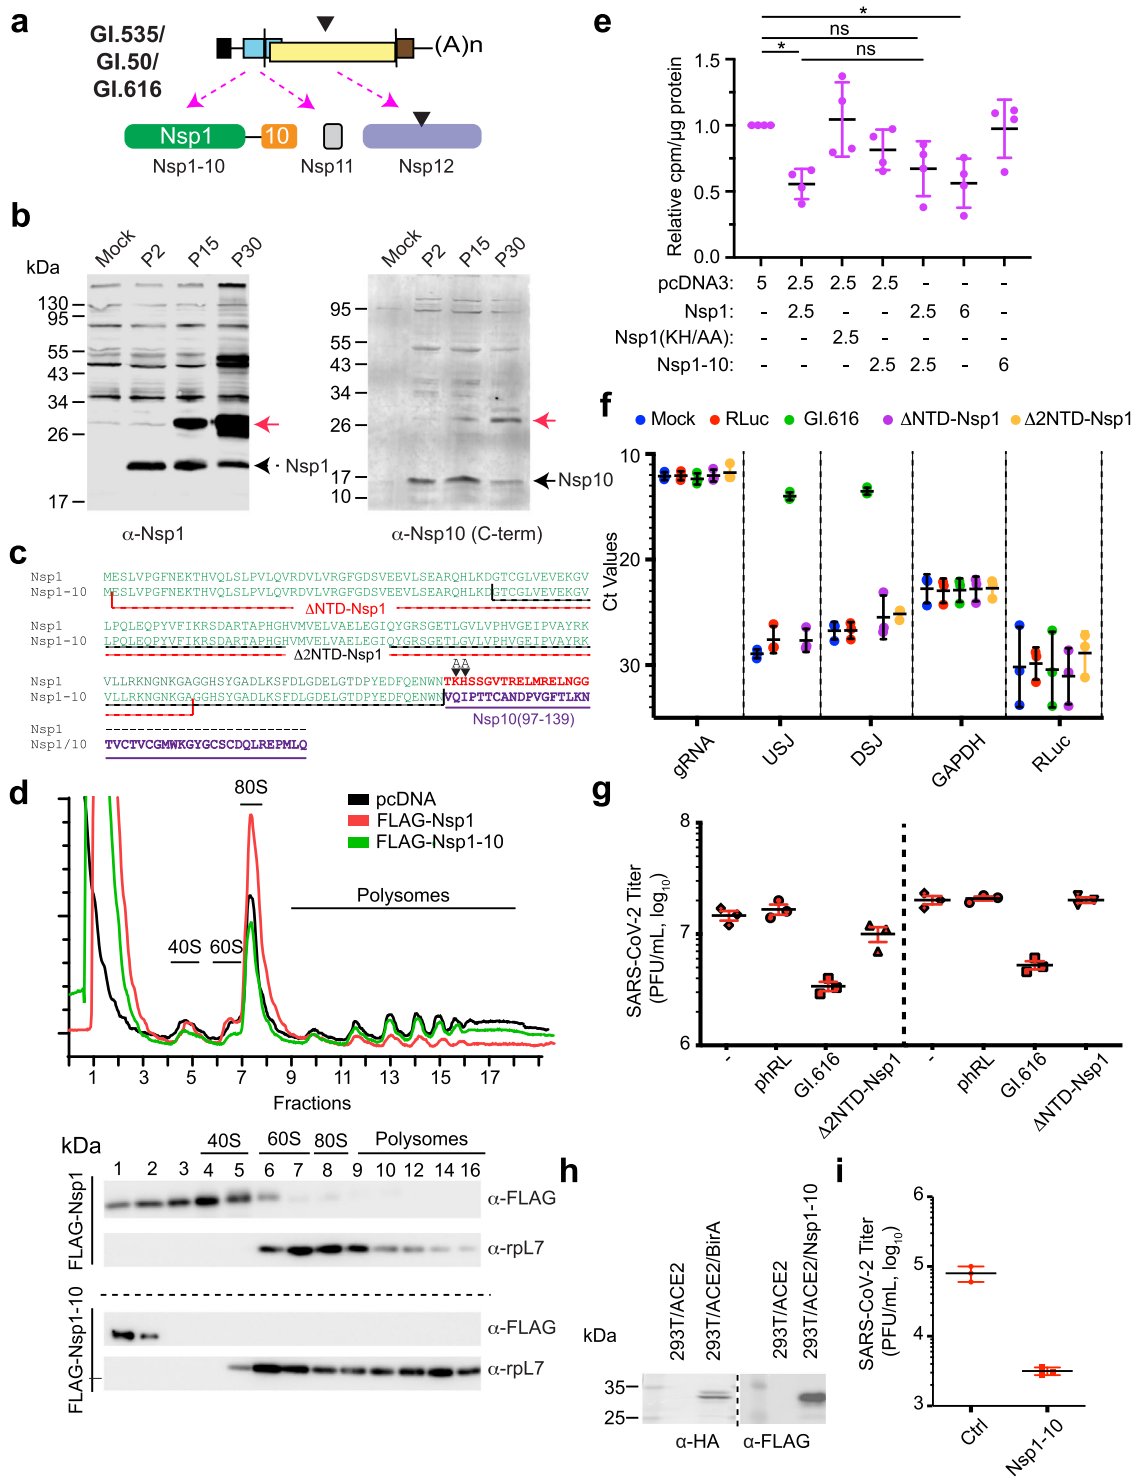 a
GI.535/
GI.50/
GI.616
(A)n
Nsp1
10
Nsp1-10
Nsp11
Nsp12
b
Mock
P2
P15
P30
kDa
130
95
55
43
34
26
17
Nsp1
α-Nsp1
Mock
P2
P15
P30
95
55
43
34
26
17
10
Nsp10
α-Nsp10 (C-term)
c
Nsp1 MESLVPGFNEKTHVQLSLPVLQVRDVLVRGFGDSVEEVLSEARQHLKDGTCGLVEVEKGV
Nsp1-10 MESLVPGFNEKTHVQLSLPVLQVRDVLVRGFGDSVEEVLSEARQHLKDGTCGLVEVEKGV
ΔNTD-Nsp1
Nsp1 LPQLEQPYVFIKRSDARTAPHGHVMVELVAELEGIQYGRSGETLGVLVPHVGEIPVAYRK
Nsp1-10 LPQLEQPYVFIKRSDARTAPHGHVMVELVAELEGIQYGRSGETLGVLVPHVGEIPVAYRK
Δ2NTD-Nsp1
AA
Nsp1 VLLRKNGNKGAGGHSYGADLKSFDLGDELGTDPYEDFQENWNTKHSSGVTRELMRELNGG
Nsp1-10 VLLRKNGNKGAGGHSYGADLKSFDLGDELGTDPYEDFQENWNVQIPTTCANDPVGFTLKN
Nsp10(97-139)
Nsp1 ------------------------------
Nsp1/10 TVCTVCGMWKGYGCSCDQLREPMLQ
d
80S
pcDNA
FLAG-Nsp1
FLAG-Nsp1-10
Polysomes
40S
60S
1 3 5 7 9 11 13 15 17
Fractions
kDa
40S 60S 80S Polysomes
1 2 3 4 5 6 7 8 9 10 12 14 16
FLAG-Nsp1
α-FLAG
α-rpL7
FLAG-Nsp1-10
α-FLAG
α-rpL7
e
*
ns
* ns
Relative cpm/µg protein
1.5
1.0
0.5
0.0
pcDNA3: 5 2.5 2.5 2.5 - - -
Nsp1: - 2.5 - - 2.5 6 -
Nsp1(KH/AA): - - 2.5 - - - -
Nsp1-10: - - - 2.5 2.5 - 6
f
Mock RLuc GI.616 ΔNTD-Nsp1 Δ2NTD-Nsp1
Ct Values
10
20
30
gRNA
USJ
DSJ
GAPDH
RLuc
g
SARS-CoV-2 Titer
(PFU/mL, log10)
8
7
6
-
phRL
GI.616
Δ2NTD-Nsp1
-
phRL
GI.616
ΔNTD-Nsp1
h
293T/ACE2
293T/ACE2/BirA
293T/ACE2
293T/ACE2/Nsp1-10
kDa
35
25
α-HA
α-FLAG
i
SARS-CoV-2 Titer
(PFU/mL, log10)
6
5
4
3
Ctrl
Nsp1-10